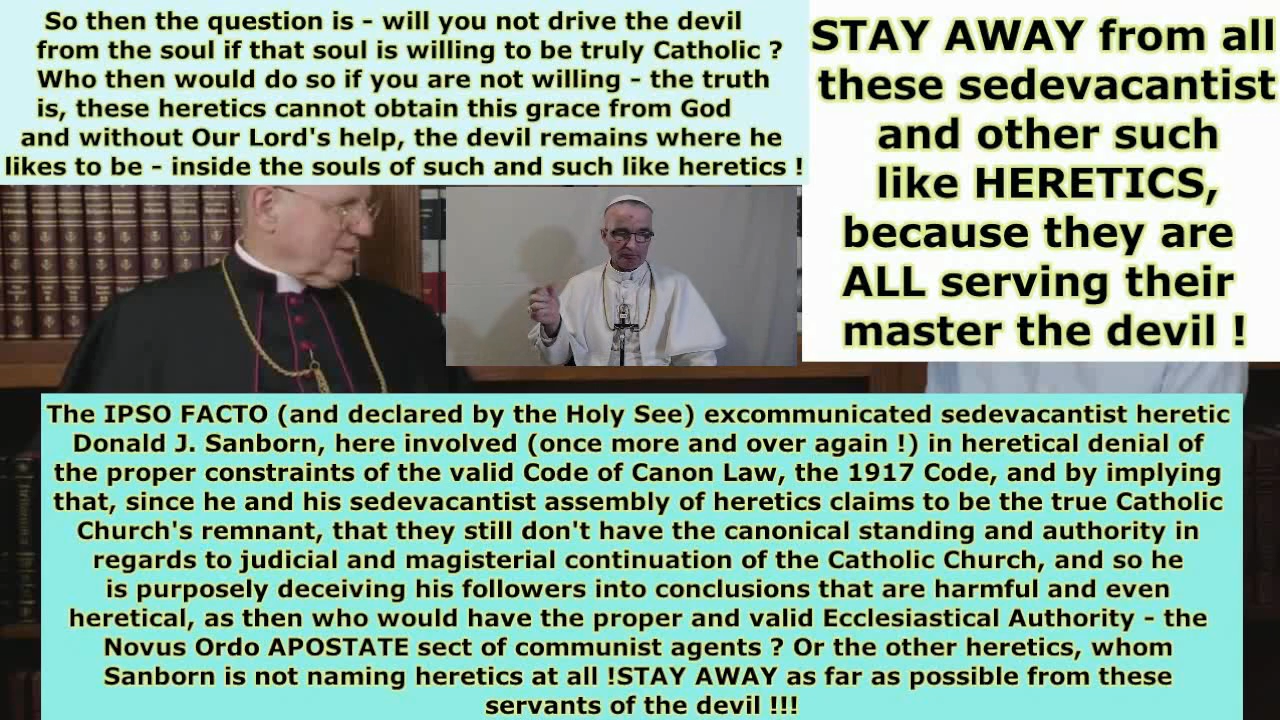 So then the question is - will you not drive the devil
from the soul if that soul is willing to be truly Catholic ?
Who then would do so if you are not willing - the truth
is, these heretics cannot obtain this grace from God
and without Our Lord's help, the devil remains where he
likes to be - inside the souls of such and such like heretics !
STAY AWAY from all
these sedevacantist
and other such
like HERETICS,
because they are
ALL serving their
master the devil !
The IPSO FACTO (and declared by the Holy See) excommunicated sedevacantist heretic
Donald J. Sanborn, here involved (once more and over again !) in heretical denial of
the proper constraints of the valid Code of Canon Law, the 1917 Code, and by implying
that, since he and his sedevacantist assembly of heretics claims to be the true Catholic
Church's remnant, that they still don't have the canonical standing and authority in
regards to judicial and magisterial continuation of the Catholic Church, and so he
is purposely deceiving his followers into conclusions that are harmful and even
heretical, as then who would have the proper and valid Ecclesiastical Authority - the
Novus Ordo APOSTATE sect of communist agents ? Or the other heretics, whom
Sanborn is not naming heretics at all !STAY AWAY as far as possible from these
servants of the devil !!!